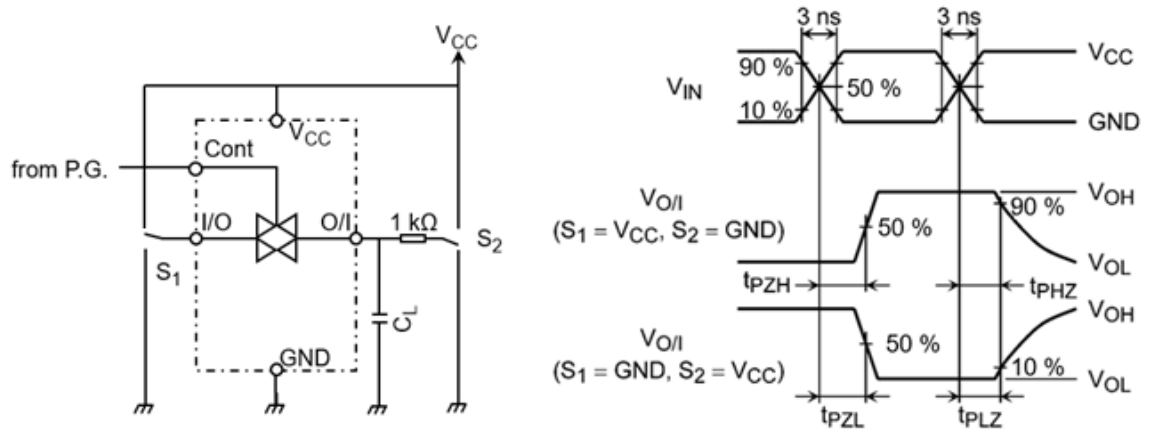 V_CC
V_CC
Cont
from P.G.
I/O
O/I
1 kΩ
S_1
S_2
C_L
GND
3 ns
3 ns
V_IN
90 %
10 %
50 %
V_CC
GND
V_O/I
(S_1 = V_CC, S_2 = GND)
50 %
V_OH
90 %
V_OL
t_PZH
t_PHZ
V_O/I
(S_1 = GND, S_2 = V_CC)
50 %
V_OH
10 %
V_OL
t_PZL
t_PLZ